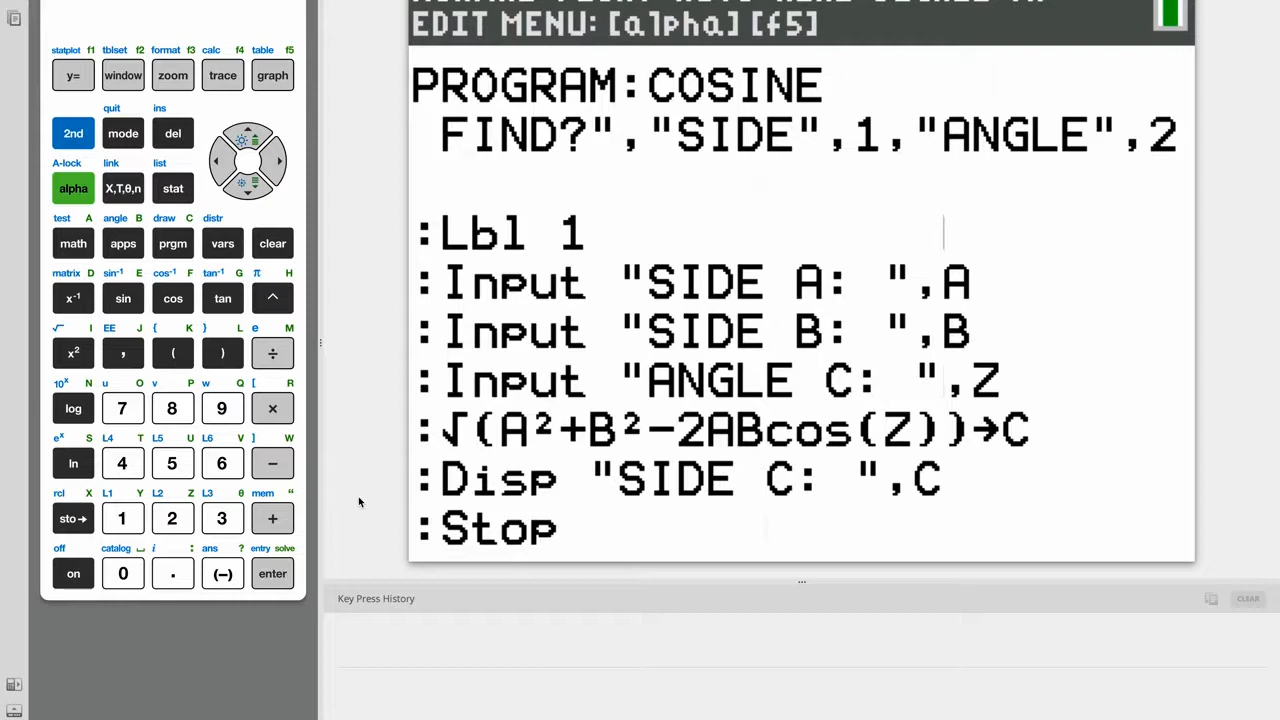 EDIT MENU: [alpha] [f5]
PROGRAM:COSINE
FIND?","SIDE",1,"ANGLE",2
:Lbl 1
:Input "SIDE A: ",A
:Input "SIDE B: ",B
:Input "ANGLE C: ",Z
:√(A²+B²-2ABcos(Z))→C
:Disp "SIDE C: ",C
:Stop
Key Press History
CLEAR
statplot f1 tblset f2 format f3 calc f4 table f5
y= window zoom trace graph
quit ins
2nd mode del
A-lock link list
alpha X,T,θ,n stat
test A angle B draw C distr
math apps prgm vars clear
matrix D sin⁻¹ E cos⁻¹ F tan⁻¹ G π H
x⁻¹ sin cos tan ^
√‾ I EE J { K } L e M
x² , ( ) ÷
10ˣ N u O v P w Q [ R
log 7 8 9 ×
eˣ S L4 T L5 U L6 V ] W
ln 4 5 6 −
rcl X L1 Y L2 Z L3 θ mem "
sto→ 1 2 3 +
off catalog ⎵ i : ans ? entry solve
on 0 . (−) enter